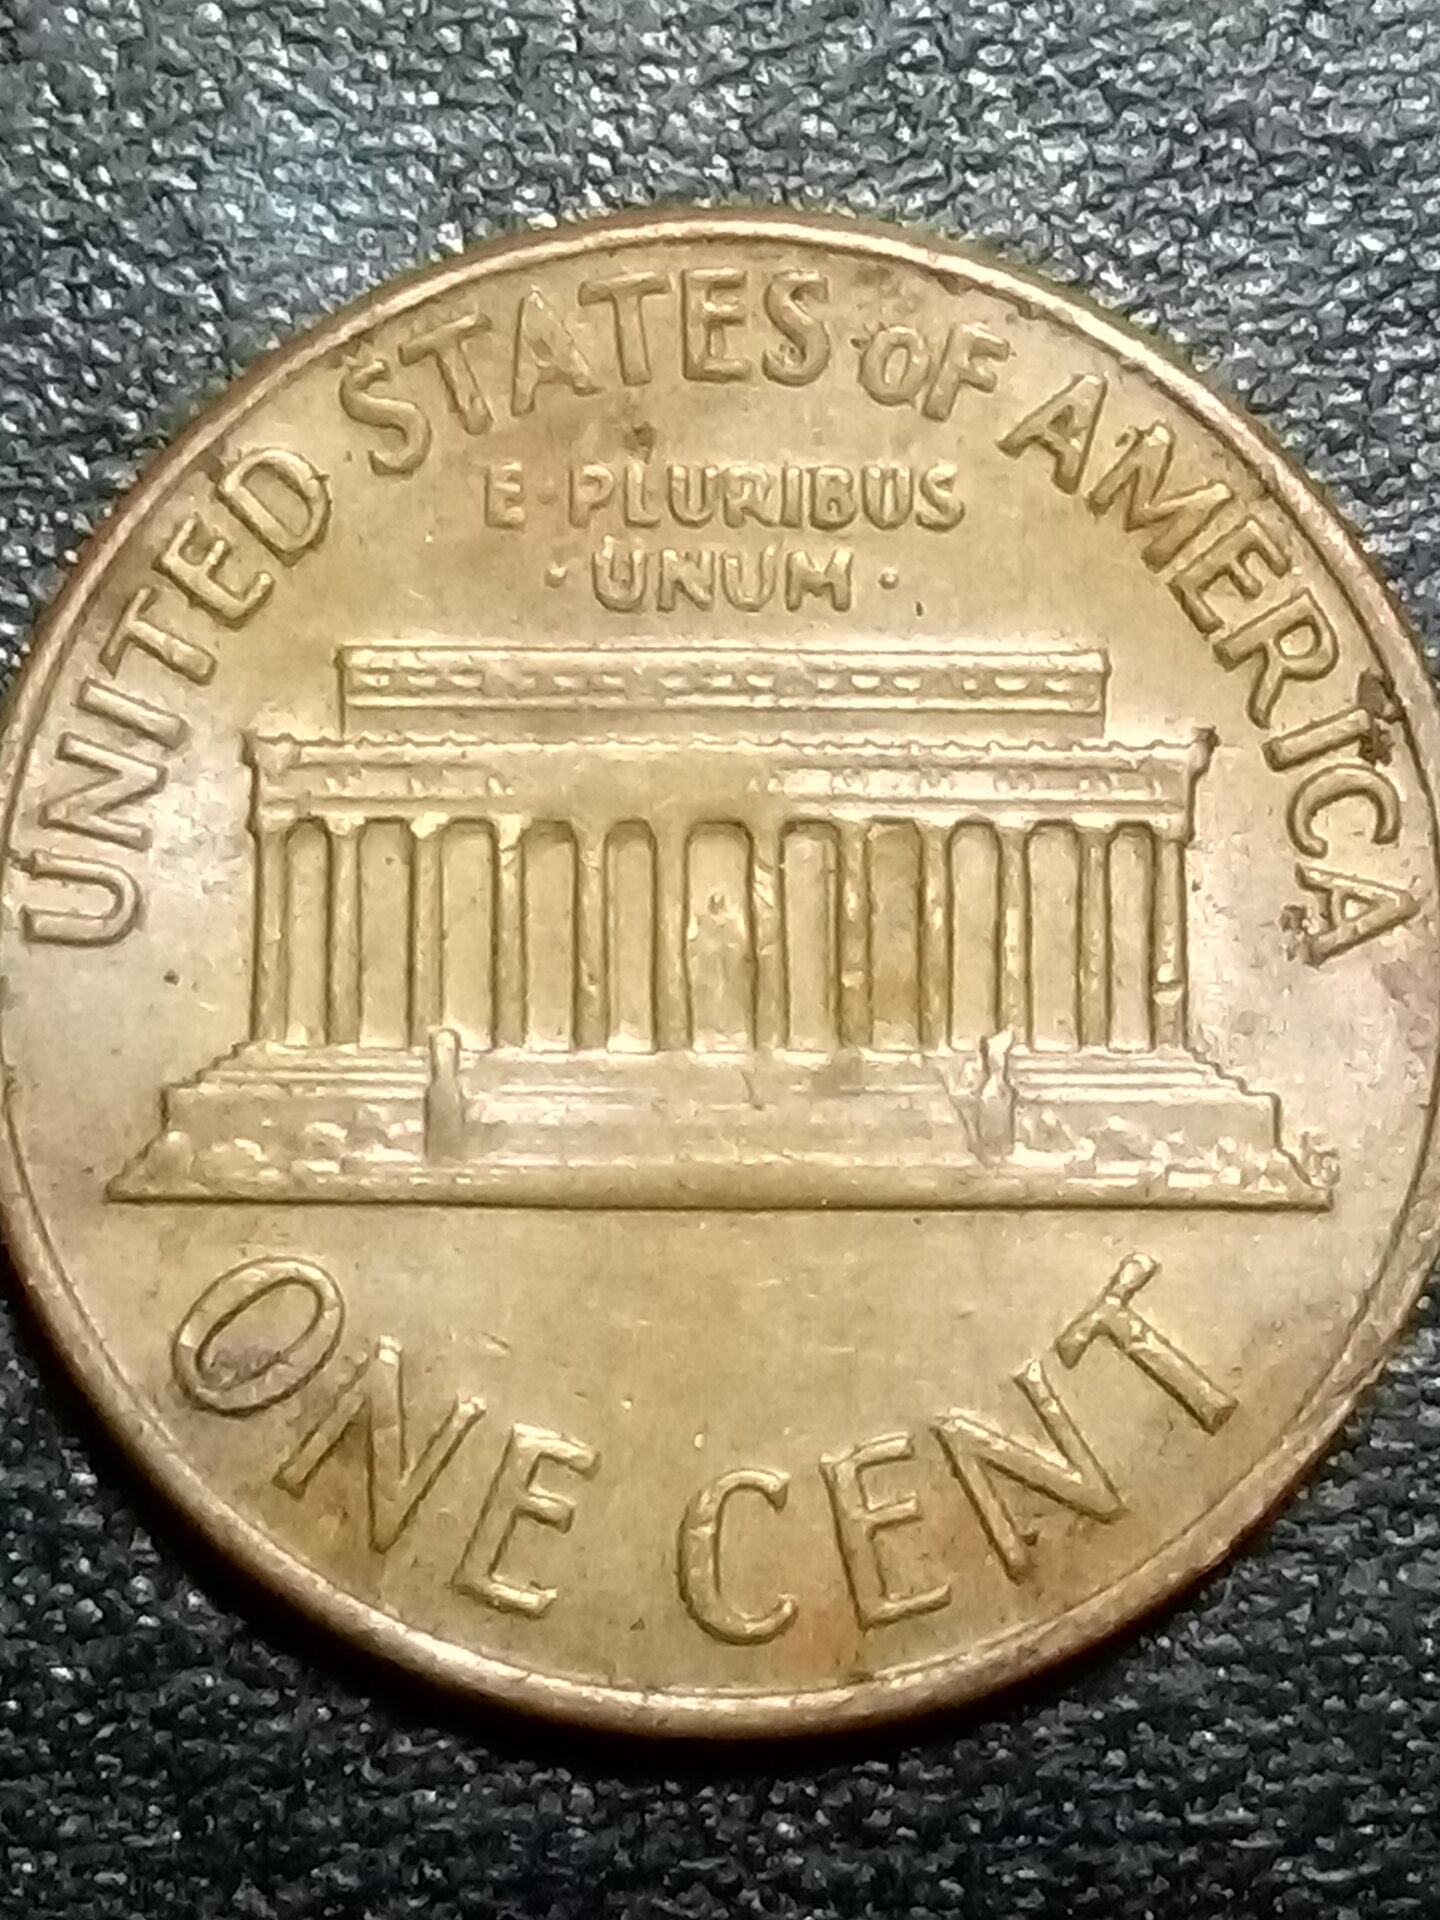 UNITED STATES OF AMERICA
E · PLURIBUS
· UNUM ·
ONE CENT